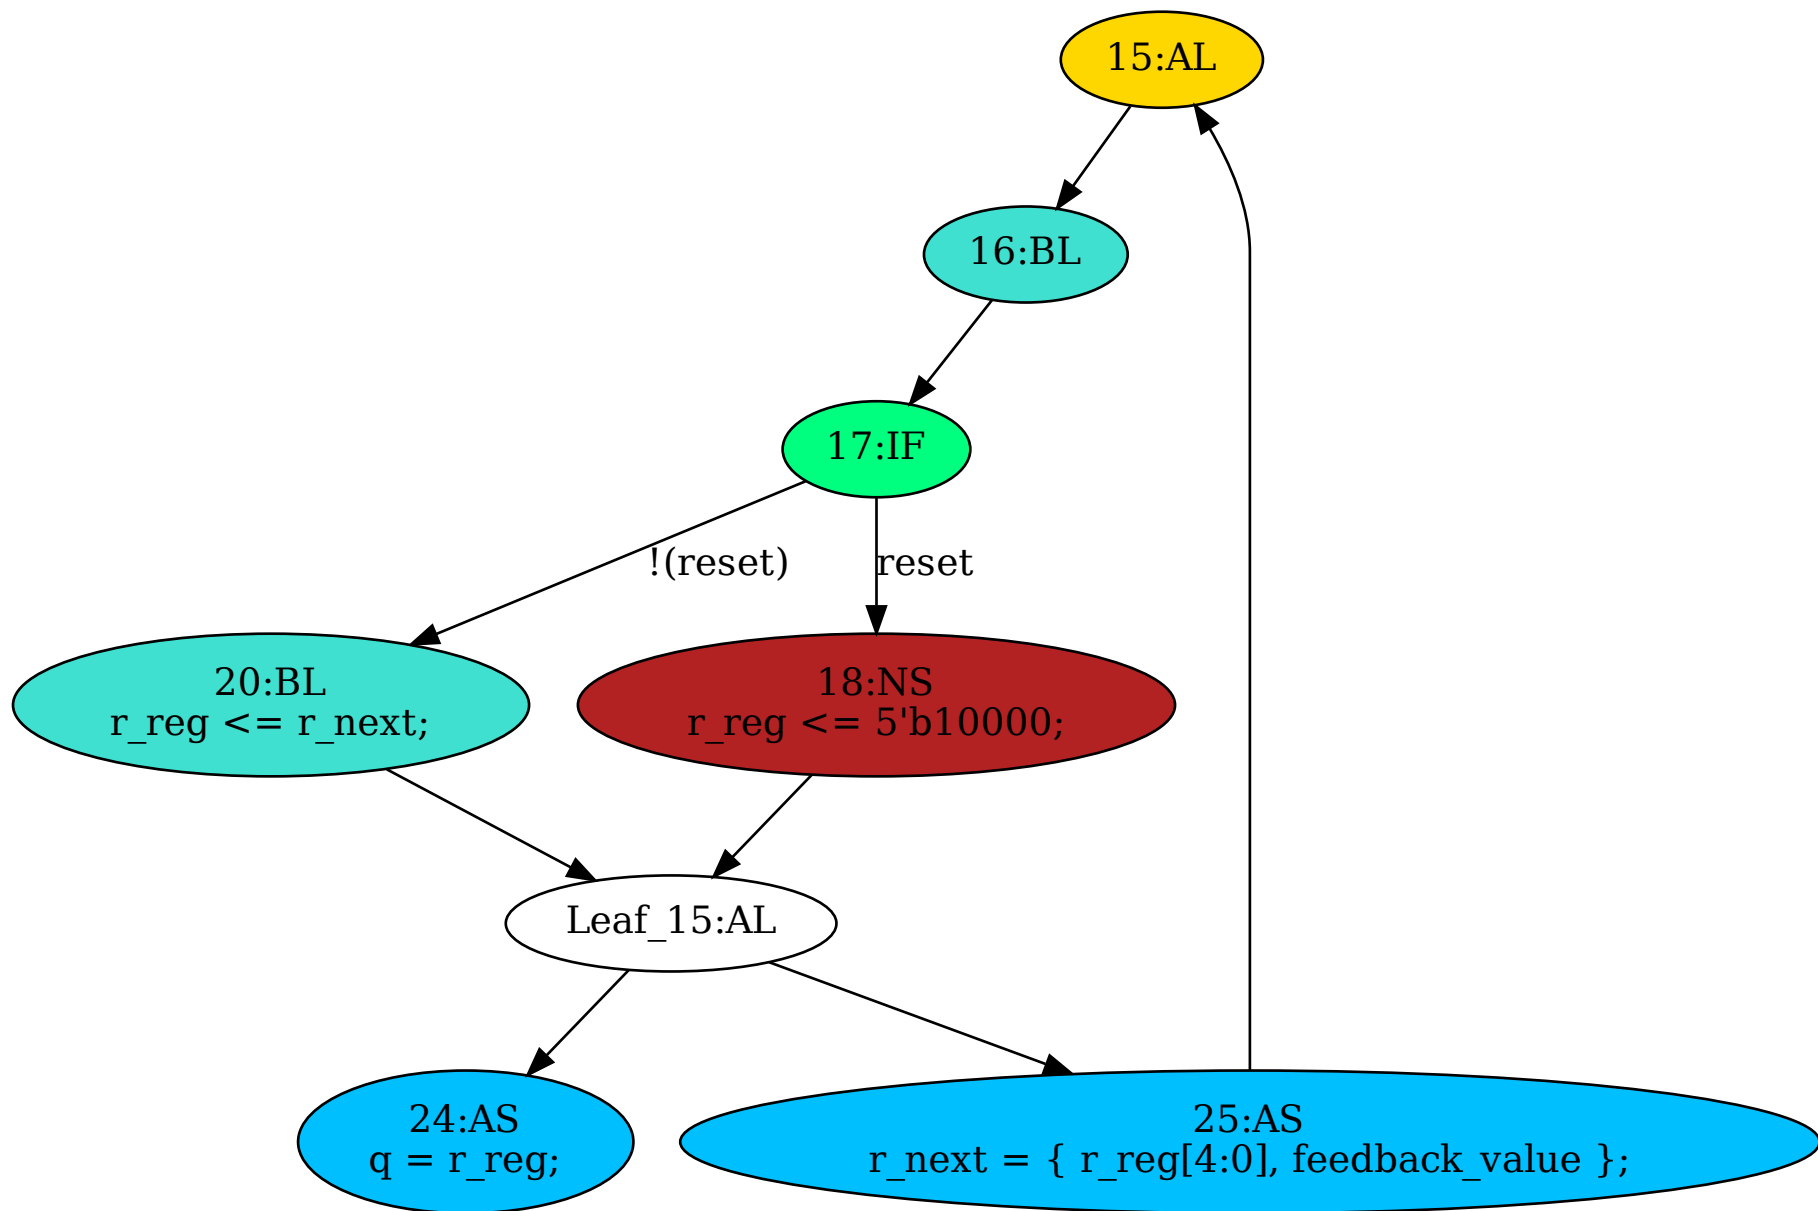 15:AL
16:BL
17:IF
!(reset)
reset
20:BL
r_reg <= r_next;
18:NS
r_reg <= 5'b10000;
Leaf_15:AL
24:AS
q = r_reg;
25:AS
r_next = { r_reg[4:0], feedback_value };